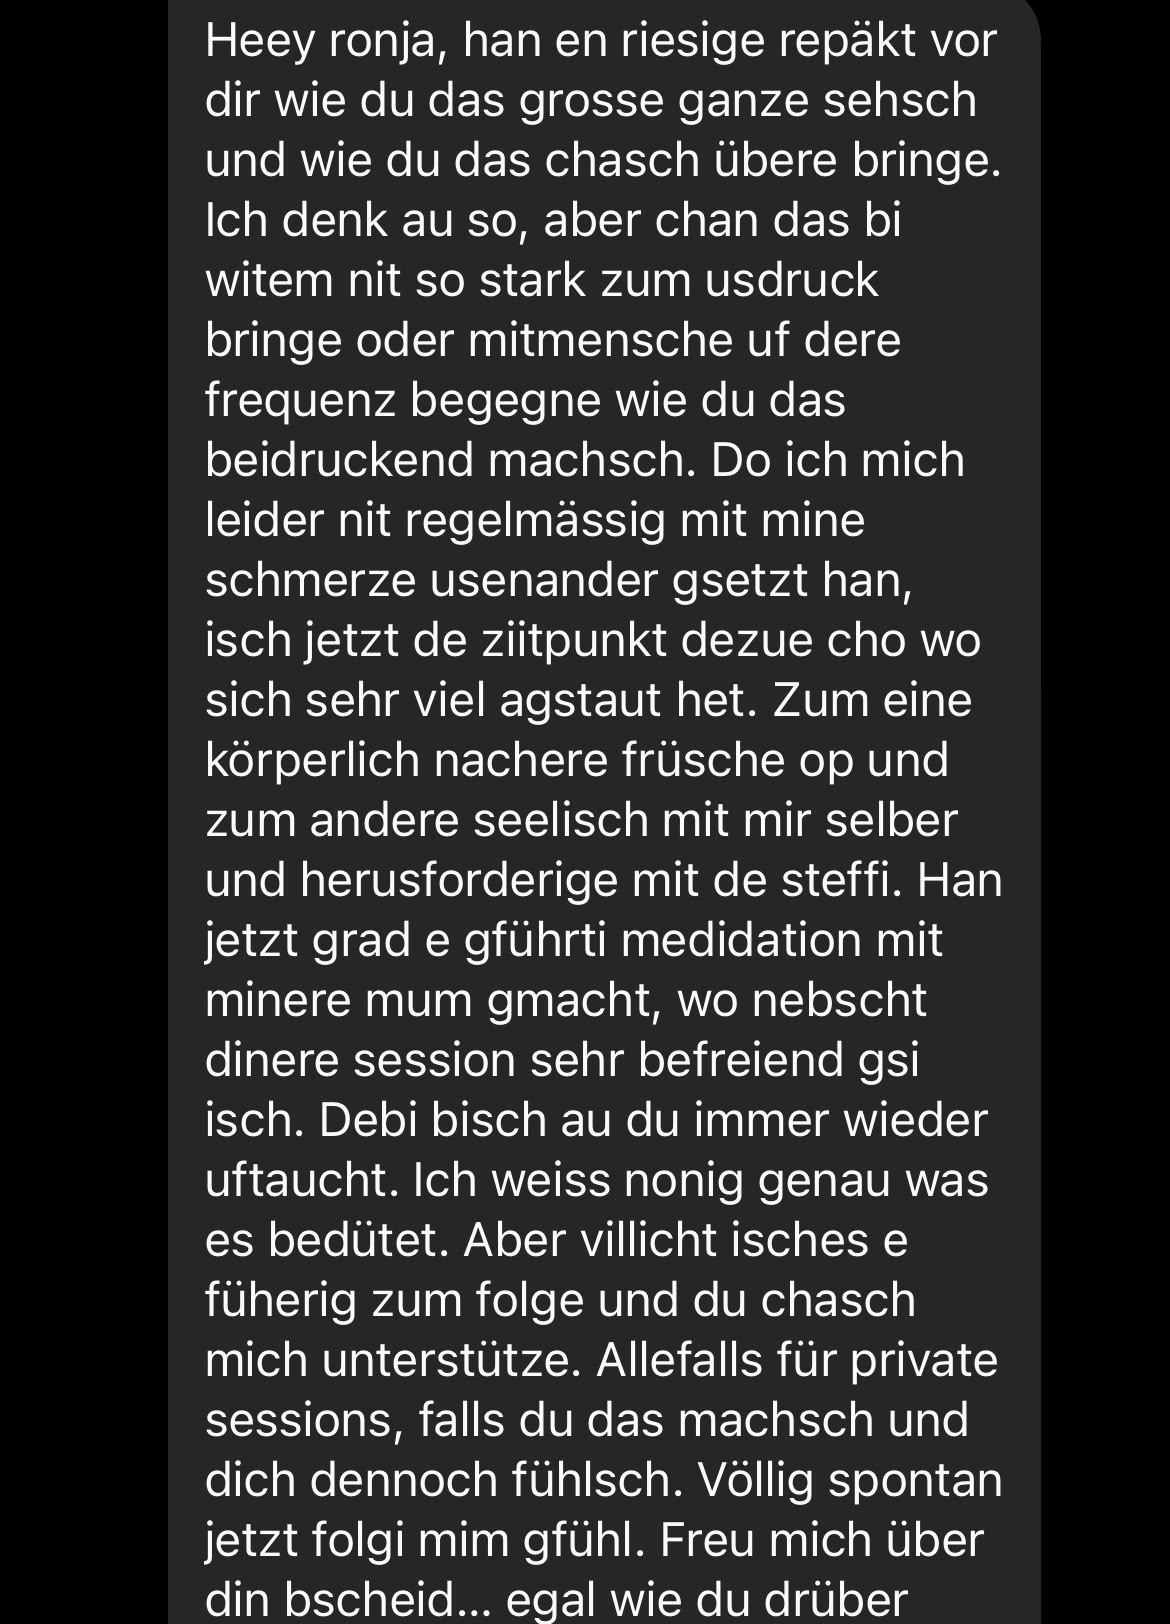 Heey ronja, han en riesige repäkt vor
dir wie du das grosse ganze sehsch
und wie du das chasch übere bringe.
Ich denk au so, aber chan das bi
witem nit so stark zum usdruck
bringe oder mitmensche uf dere
frequenz begegne wie du das
beidruckend machsch. Do ich mich
leider nit regelmässig mit mine
schmerze usenander gsetzt han,
isch jetzt de ziitpunkt dezue cho wo
sich sehr viel agstaut het. Zum eine
körperlich nachere früsche op und
zum andere seelisch mit mir selber
und herusforderige mit de steffi. Han
jetzt grad e gführti medidation mit
minere mum gmacht, wo nebscht
dinere session sehr befreiend gsi
isch. Debi bisch au du immer wieder
uftaucht. Ich weiss nonig genau was
es bedütet. Aber villicht isches e
füherig zum folge und du chasch
mich unterstütze. Allefalls für private
sessions, falls du das machsch und
dich dennoch fühlsch. Völlig spontan
jetzt folgi mim gfühl. Freu mich über
din bscheid... egal wie du drüber